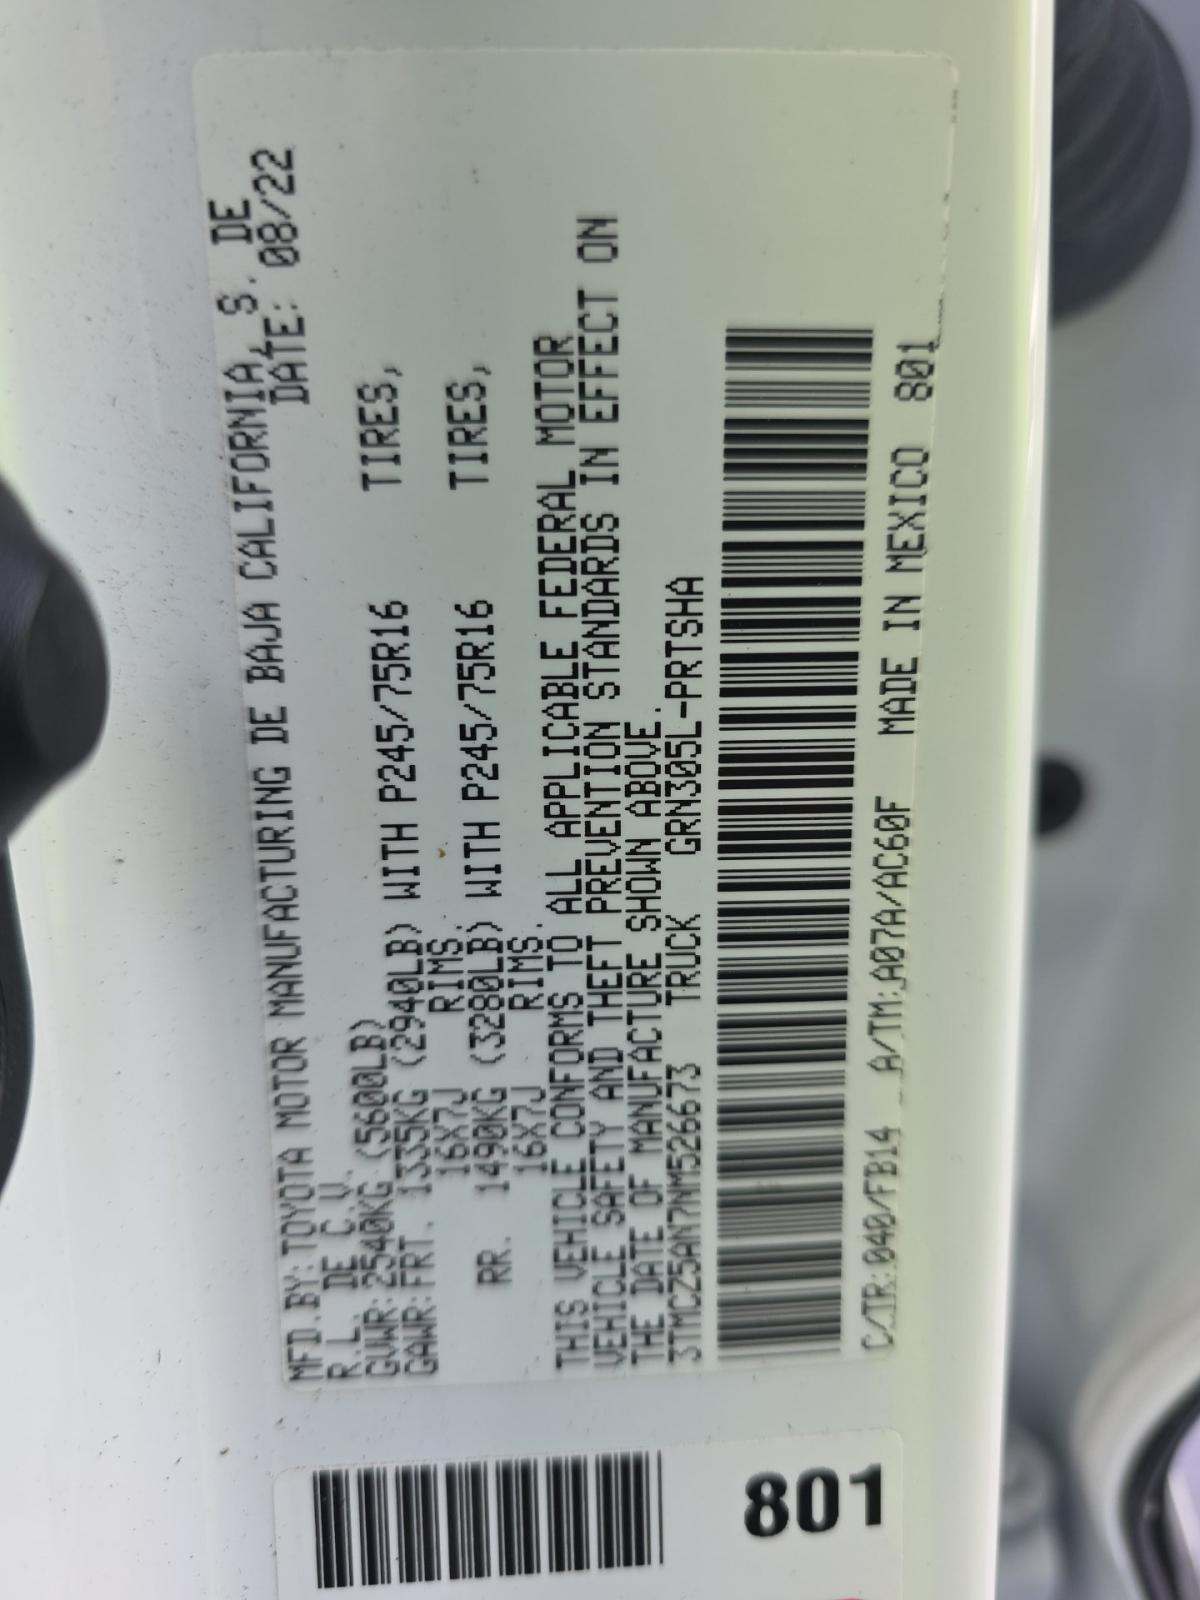 MFD.BY:TOYOTA MOTOR MANUFACTURING DE BAJA CALIFORNIA, S. DE
R.L. DE C.V. DATE: 08/22
GVWR:2540KG (5600LB)
GAWR:FRT. 1335KG (2940LB) WITH P245/75R16 TIRES,
16X7J RIMS.
RR. 1490KG (3280LB) WITH P245/75R16 TIRES,
16X7J RIMS.
THIS VEHICLE CONFORMS TO ALL APPLICABLE FEDERAL MOTOR
VEHICLE SAFETY AND THEFT PREVENTION STANDARDS IN EFFECT ON
THE DATE OF MANUFACTURE SHOWN ABOVE.
3TMCZ5AN7NM526673 TRUCK GRN305L-PRTSHA
C/TR:040/FB14 A/TM:A07A/AC60F MADE IN MEXICO 801
801